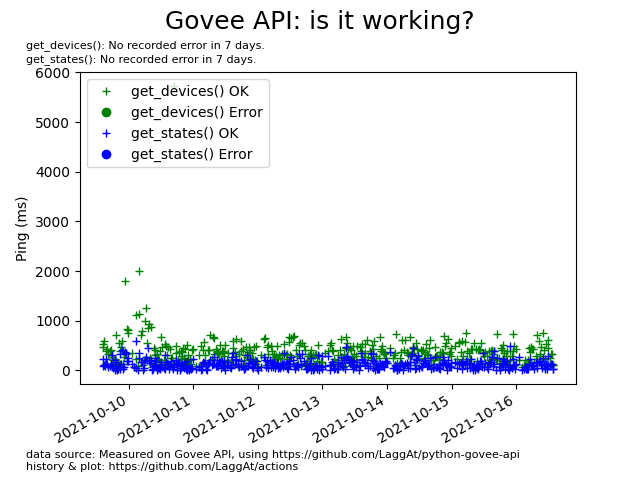 Govee API: is it working?
get_devices(): No recorded error in 7 days.
get_states(): No recorded error in 7 days.
6000
5000
4000
3000
2000
1000
0
Ping (ms)
get_devices() OK
get_devices() Error
get_states() OK
get_states() Error
2021-10-10
2021-10-11
2021-10-12
2021-10-13
2021-10-14
2021-10-15
2021-10-16
data source: Measured on Govee API, using https://github.com/LaggAt/python-govee-api
history & plot: https://github.com/LaggAt/actions